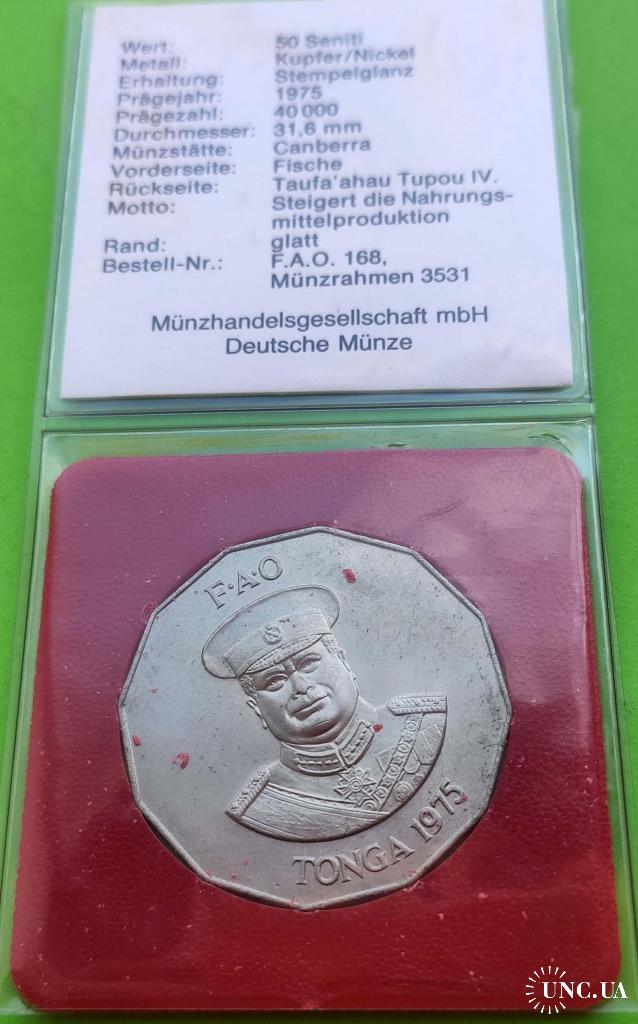 Wert: 50 Seniti
Metall: Kupfer/Nickel
Erhaltung: Stempelglanz
Prägejahr: 1975
Prägezahl: 40 000
Durchmesser: 31,6 mm
Münzstätte: Canberra
Vorderseite: Fische
Rückseite: Taufa'ahau Tupou IV.
Motto: Steigert die Nahrungs-
mittelproduktion
Rand: glatt
Bestell-Nr.: F.A.O. 168,
Münzrahmen 3531
Münzhandelsgesellschaft mbH
Deutsche Münze
F·A·O
TONGA 1975
UNC.UA